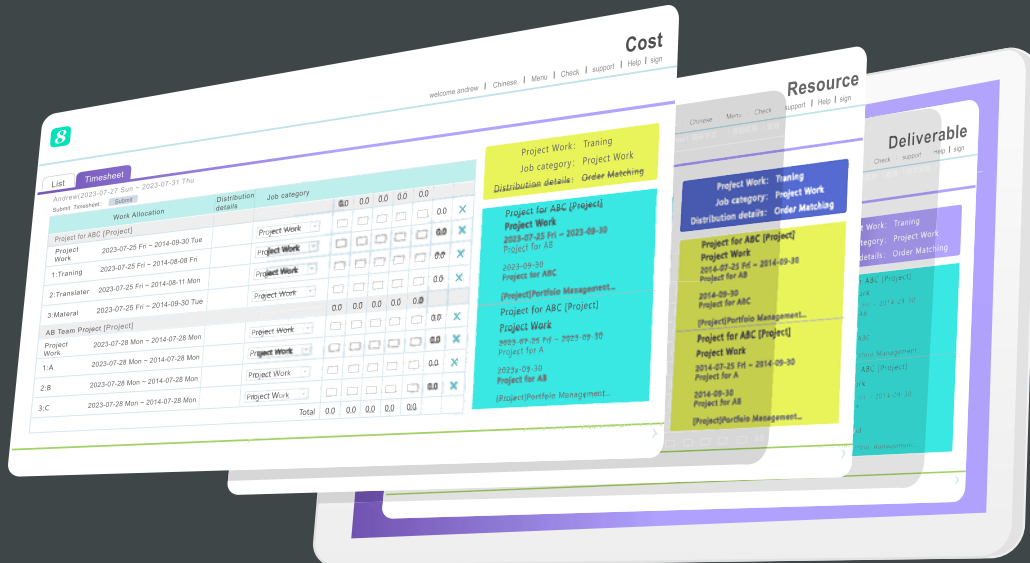 Cost
welcome andrew | Chinese | Menu | Check | support | Help | sign
8
List
Timesheet
Andrew(2023-07-27 Sun ~ 2023-07-31 Thu
Submit Timesheet: Submit
Work Allocation
Distribution details
Job category
0.0 0.0 0.0 0.0 0.0
Project for ABC [Project]
Project Work 2023-07-25 Fri ~ 2014-09-30 Tue Project Work 0.0 X
1:Traning 2023-07-25 Fri ~ 2014-08-08 Fri Project Work 0.0 X
2:Translater 2023-07-25 Fri ~ 2014-08-11 Mon Project Work 0.0 X
3:Materal 2023-07-25 Fri ~ 2014-09-30 Tue Project Work 0.0 X
AB Team Project [Project] 0.0 0.0 0.0 0.0 0.0
Project Work 2023-07-28 Mon ~ 2014-07-28 Mon Project Work 0.0 X
1:A 2023-07-28 Mon ~ 2014-07-28 Mon Project Work 0.0 X
2:B 2023-07-28 Mon ~ 2014-07-28 Mon Project Work 0.0 X
3:C 2023-07-28 Mon ~ 2014-07-28 Mon Project Work 0.0 X
Total 0.0 0.0 0.0 0.0 0.0
Project Work: Traning
Job category: Project Work
Distribution details: Order Matching
Project for ABC [Project]
Project Work
2023-07-25 Fri ~ 2023-09-30
Project for AB
2023-09-30
Project for ABC
[Project]Portfolio Management...
Project for ABC [Project]
Project Work
2023-07-25 Fri ~ 2023-09-30
Project for A
Project for AB
[Project]Portfolio Management...
Resource
Chinese Menu Check support | Help | sign
Project Work: Traning
Job category: Project Work
Distribution details: Order Matching
Project for ABC [Project]
Project Work
2014-07-25 Fri ~ 2014-09-30
Project for AB
2014-09-30
Project for ABC
[Project]Portfolio Management...
Project for ABC [Project]
Project Work
2014-07-25 Fri ~ 2014-09-30
Project for A
2014-09-30
Project for AB
[Project]Portfolio Management...
Deliverable
Check | support | Help | sign
Work: Traning
tegory: Project Work
details: Order Matching
ABC [Project]
ork
Fri ~ 2014-09-30
ABC
folio Management...
ABC [Project]
ork
Fri ~ 2014-09-30
folio Management...